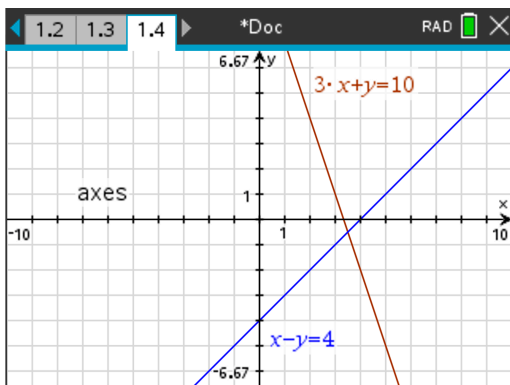 1.2 1.3 1.4 *Doc RAD
6.67 y
3· x+y=10
axes
1
x
-10 1 10
x−y=4
-6.67